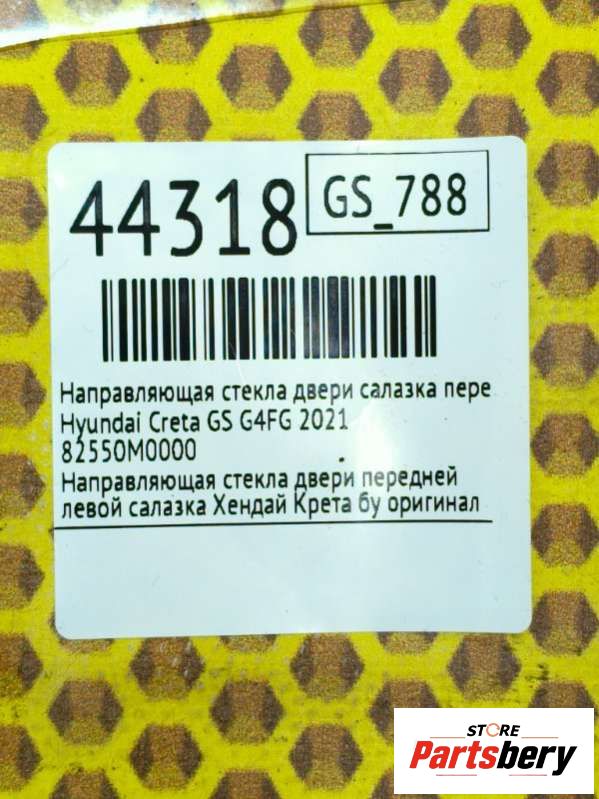 44318
GS_788
Направляющая стекла двери салазка пере
Hyundai Creta GS G4FG 2021
82550M0000
Направляющая стекла двери передней
левой салазка Хендай Крета бу оригинал
STORE
Partsbery